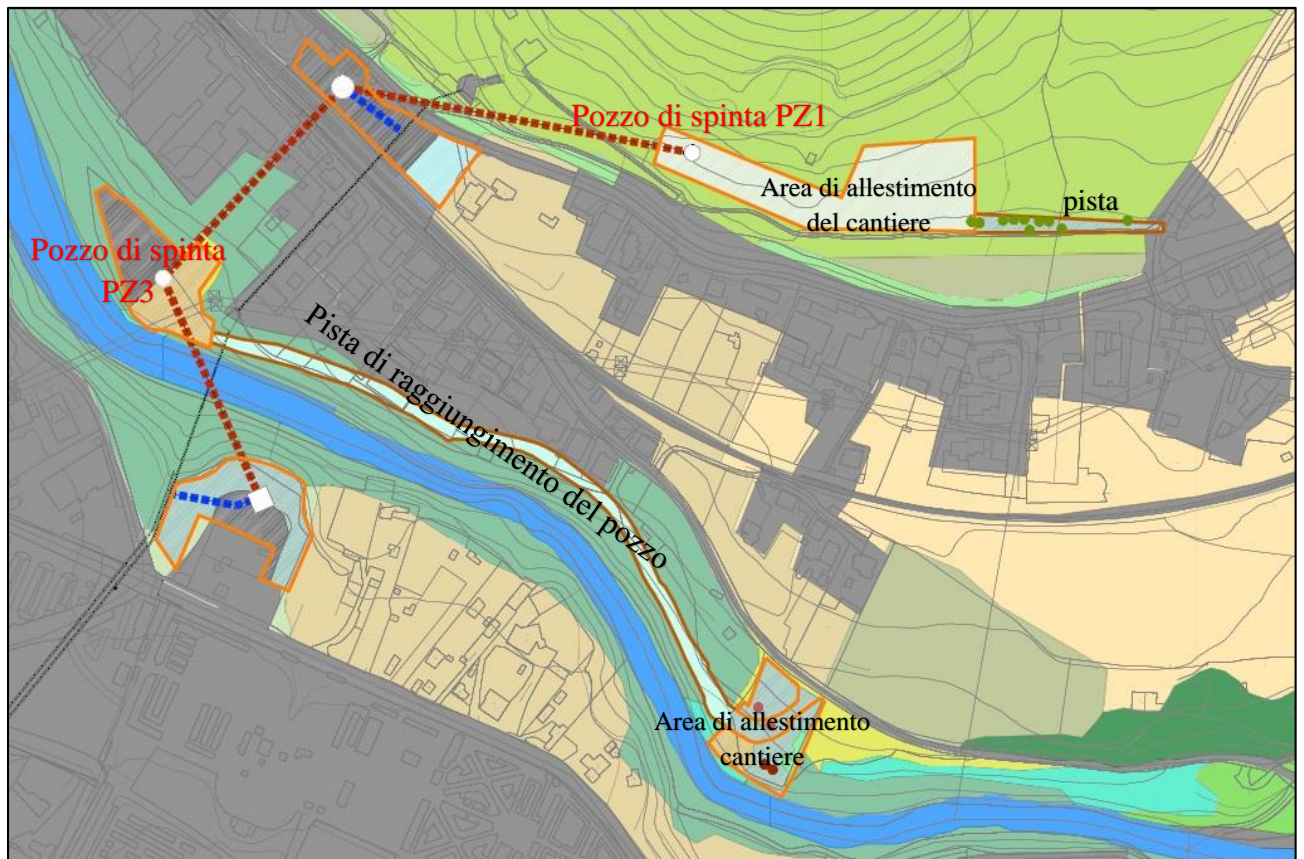 Pozzo di spinta PZ1
Area di allestimento
del cantiere
pista
Pozzo di spinta
PZ3
Pista di raggiungimento del pozzo
Area di allestimento
cantiere